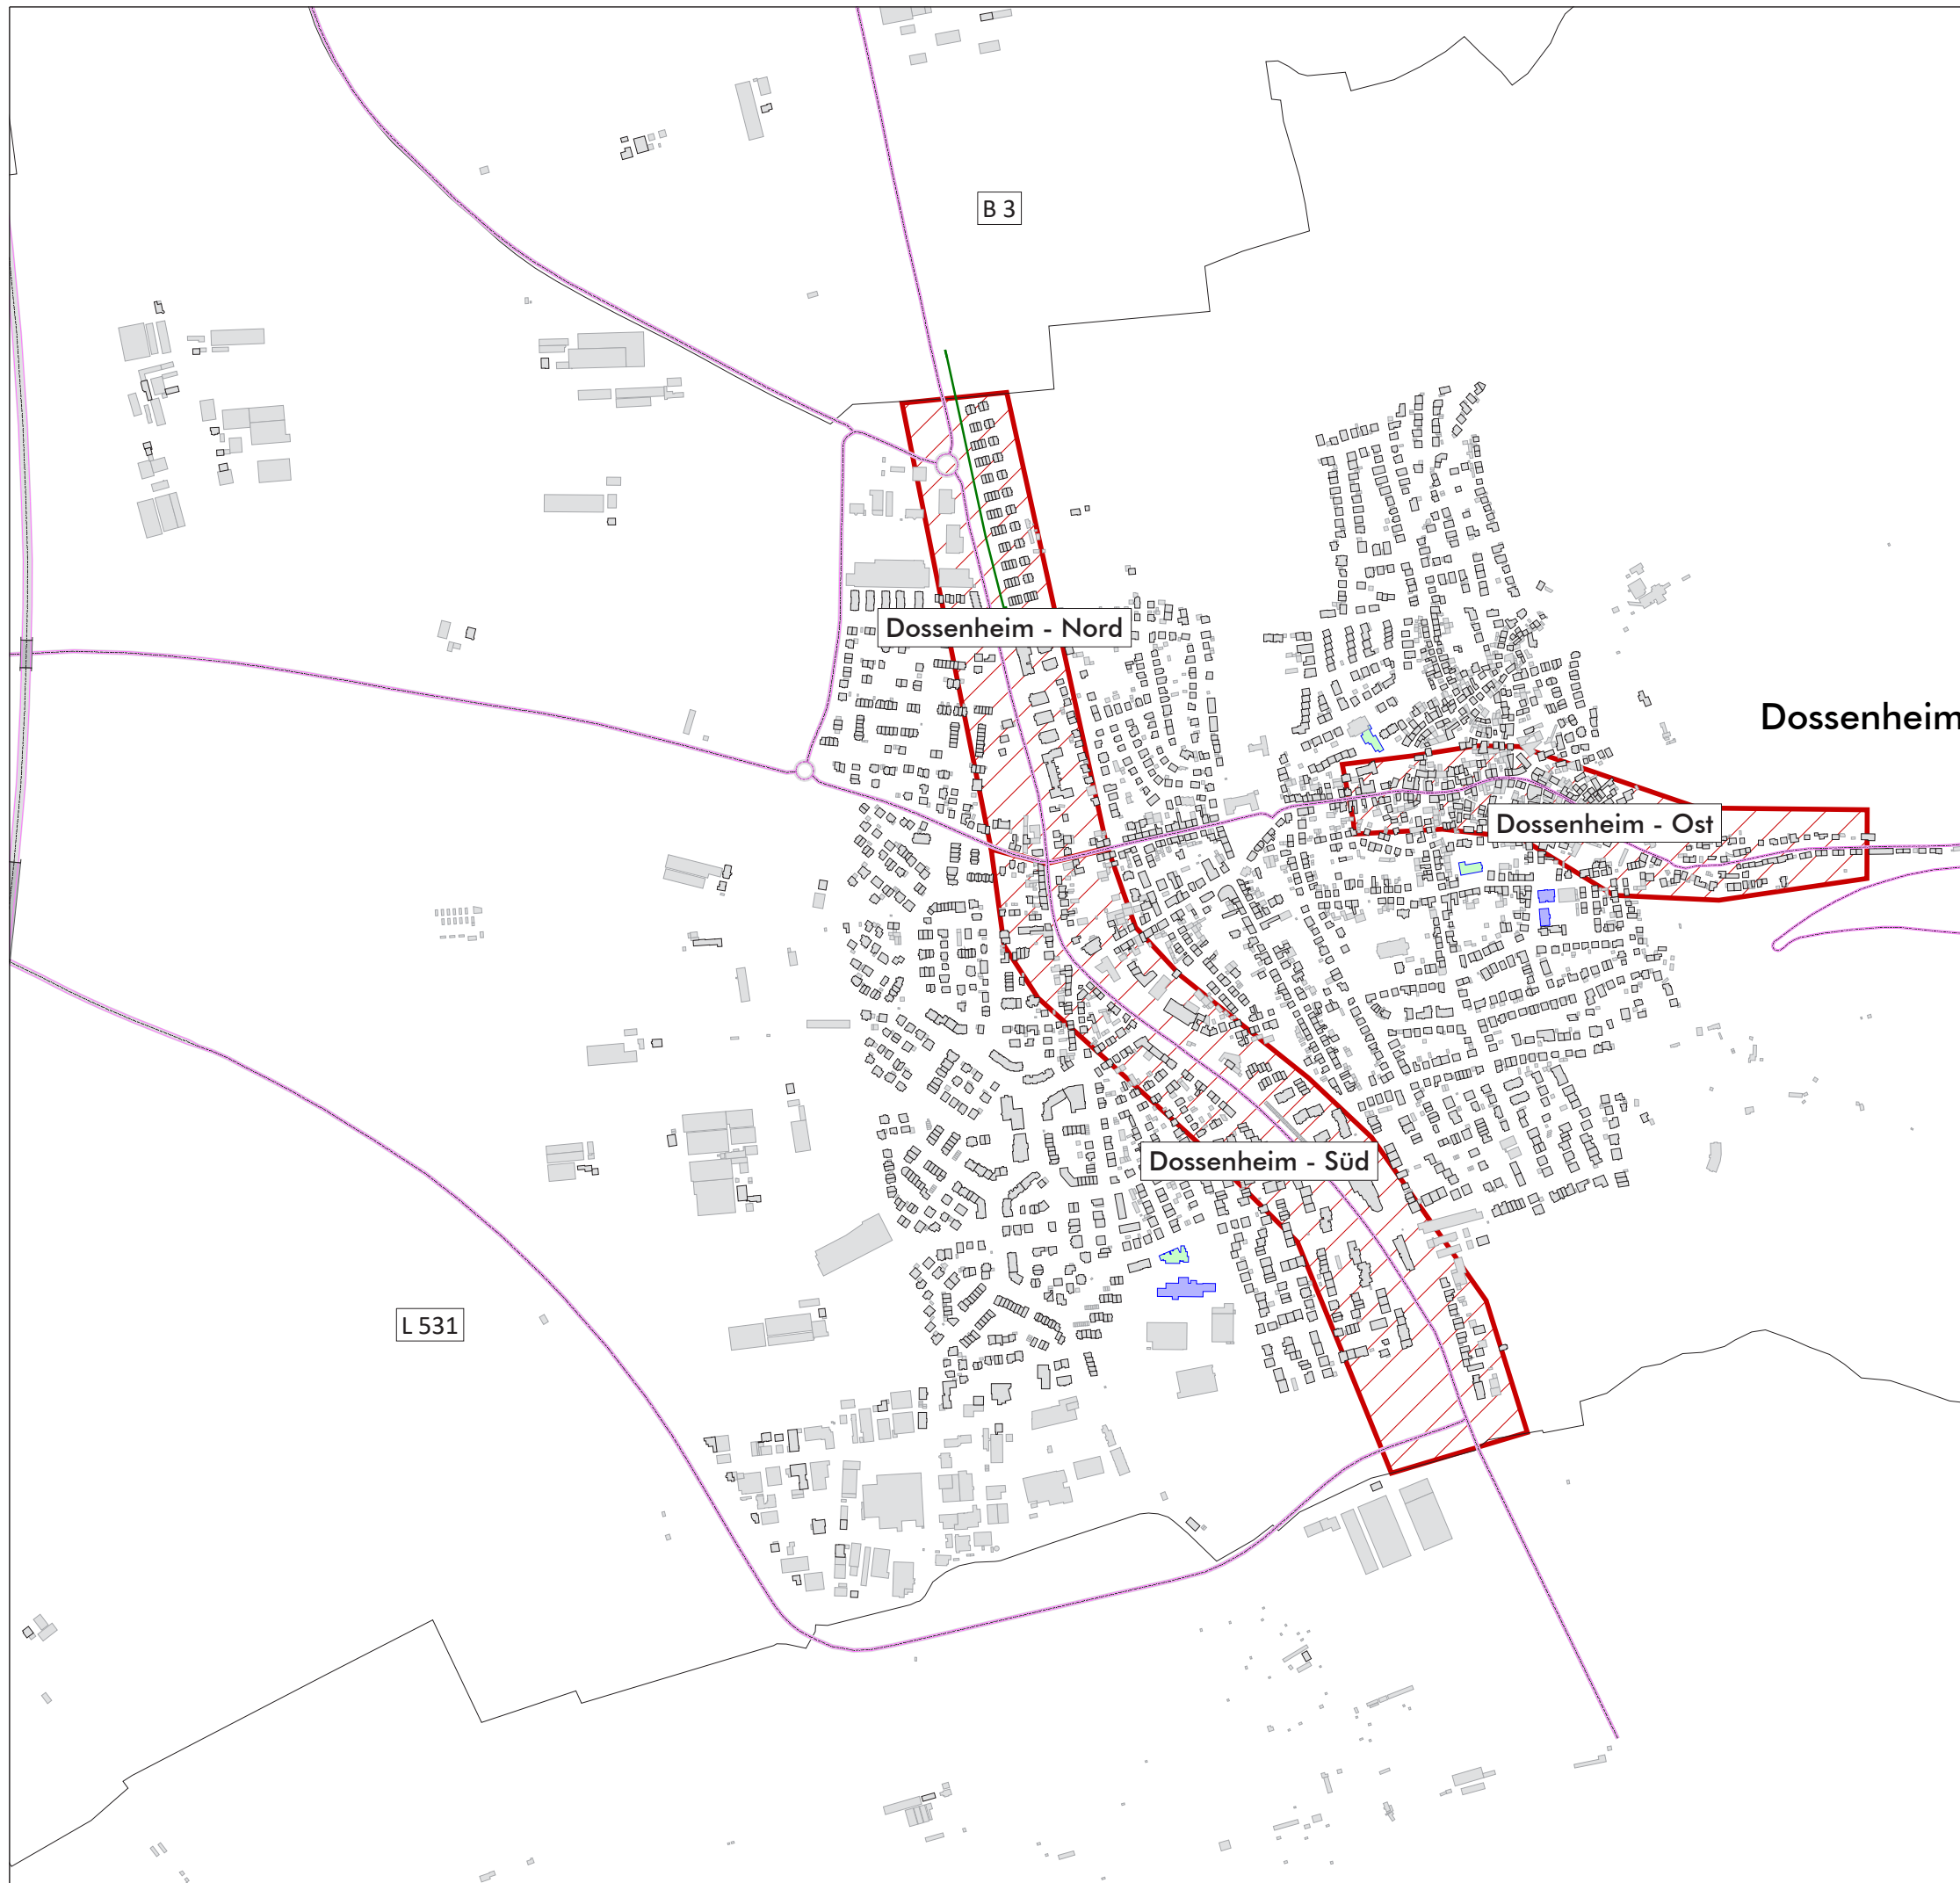 B 3
Dossenheim - Nord
Dossenheim
Dossenheim - Ost
Dossenheim - Süd
L 531